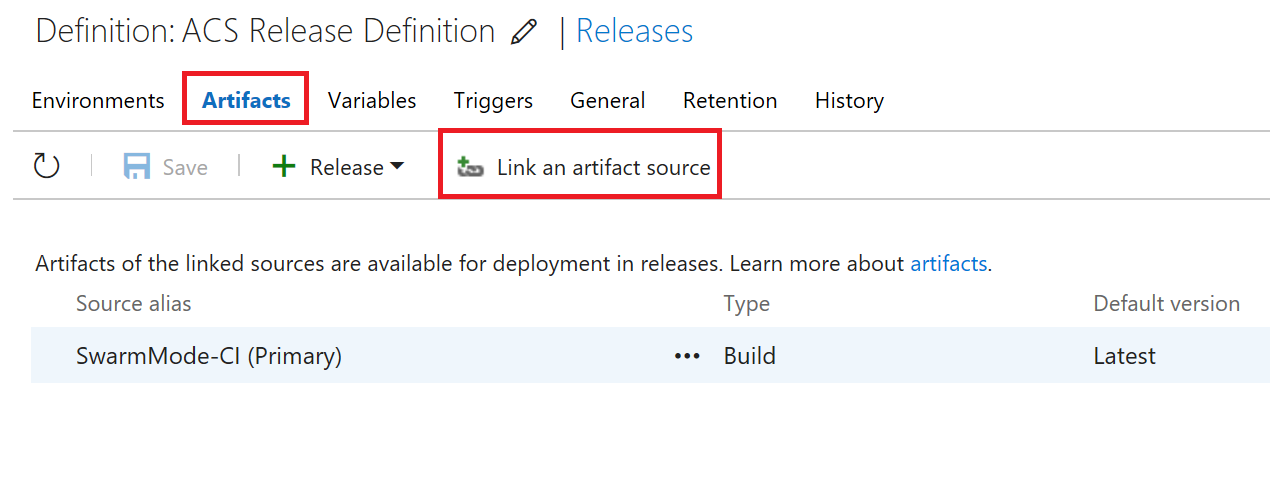 Definition: ACS Release Definition | Releases
Environments Artifacts Variables Triggers General Retention History
Save Release Link an artifact source
Artifacts of the linked sources are available for deployment in releases. Learn more about artifacts.
Source alias Type Default version
SwarmMode-CI (Primary) ••• Build Latest